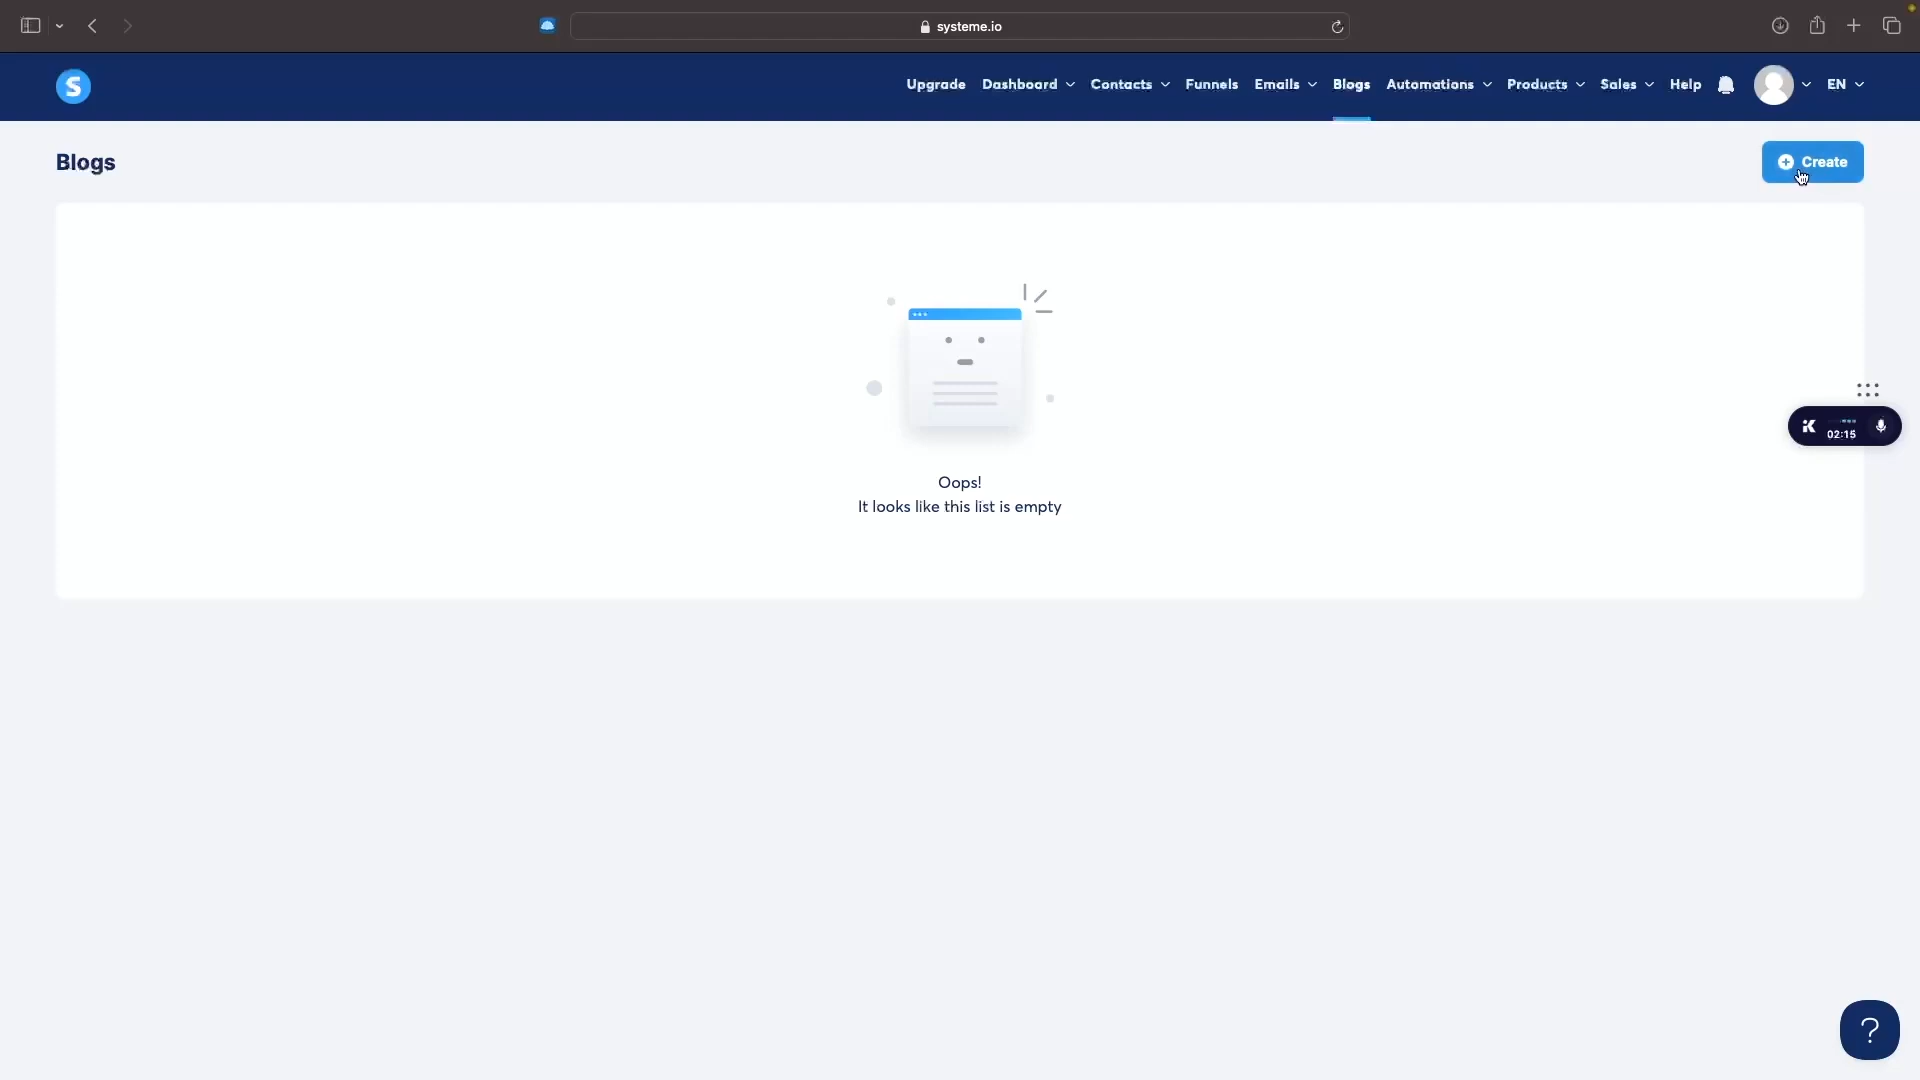 systeme.io
S
Upgrade Dashboard Contacts Funnels Emails Blogs Automations Products Sales Help EN
Blogs
Create
02:15
Oops!
It looks like this list is empty
?